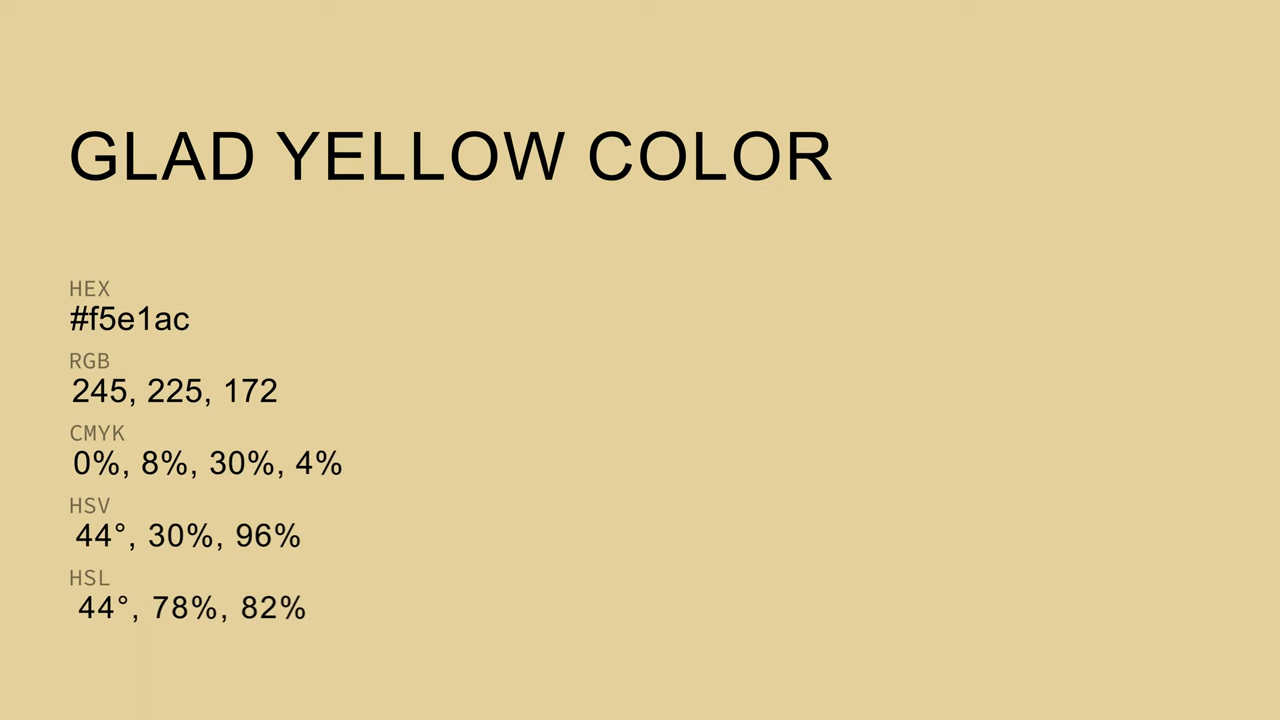 GLAD YELLOW COLOR
HEX
#f5e1ac
RGB
245, 225, 172
CMYK
0%, 8%, 30%, 4%
HSV
44°, 30%, 96%
HSL
44°, 78%, 82%